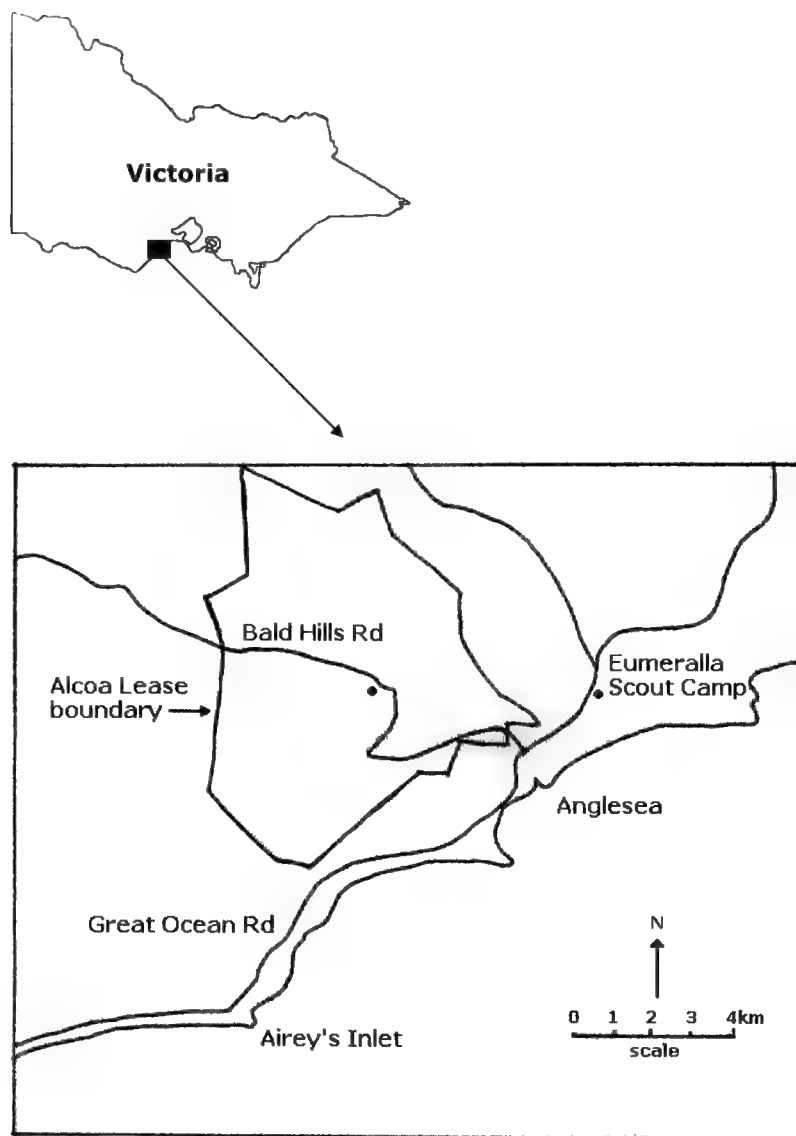 Victoria
Bald Hills Rd
Eumeralla
Scout Camp
Alcoa Lease
boundary
Anglesea
Great Ocean Rd
N
0 1 2 3 4km
scale
Airey's Inlet